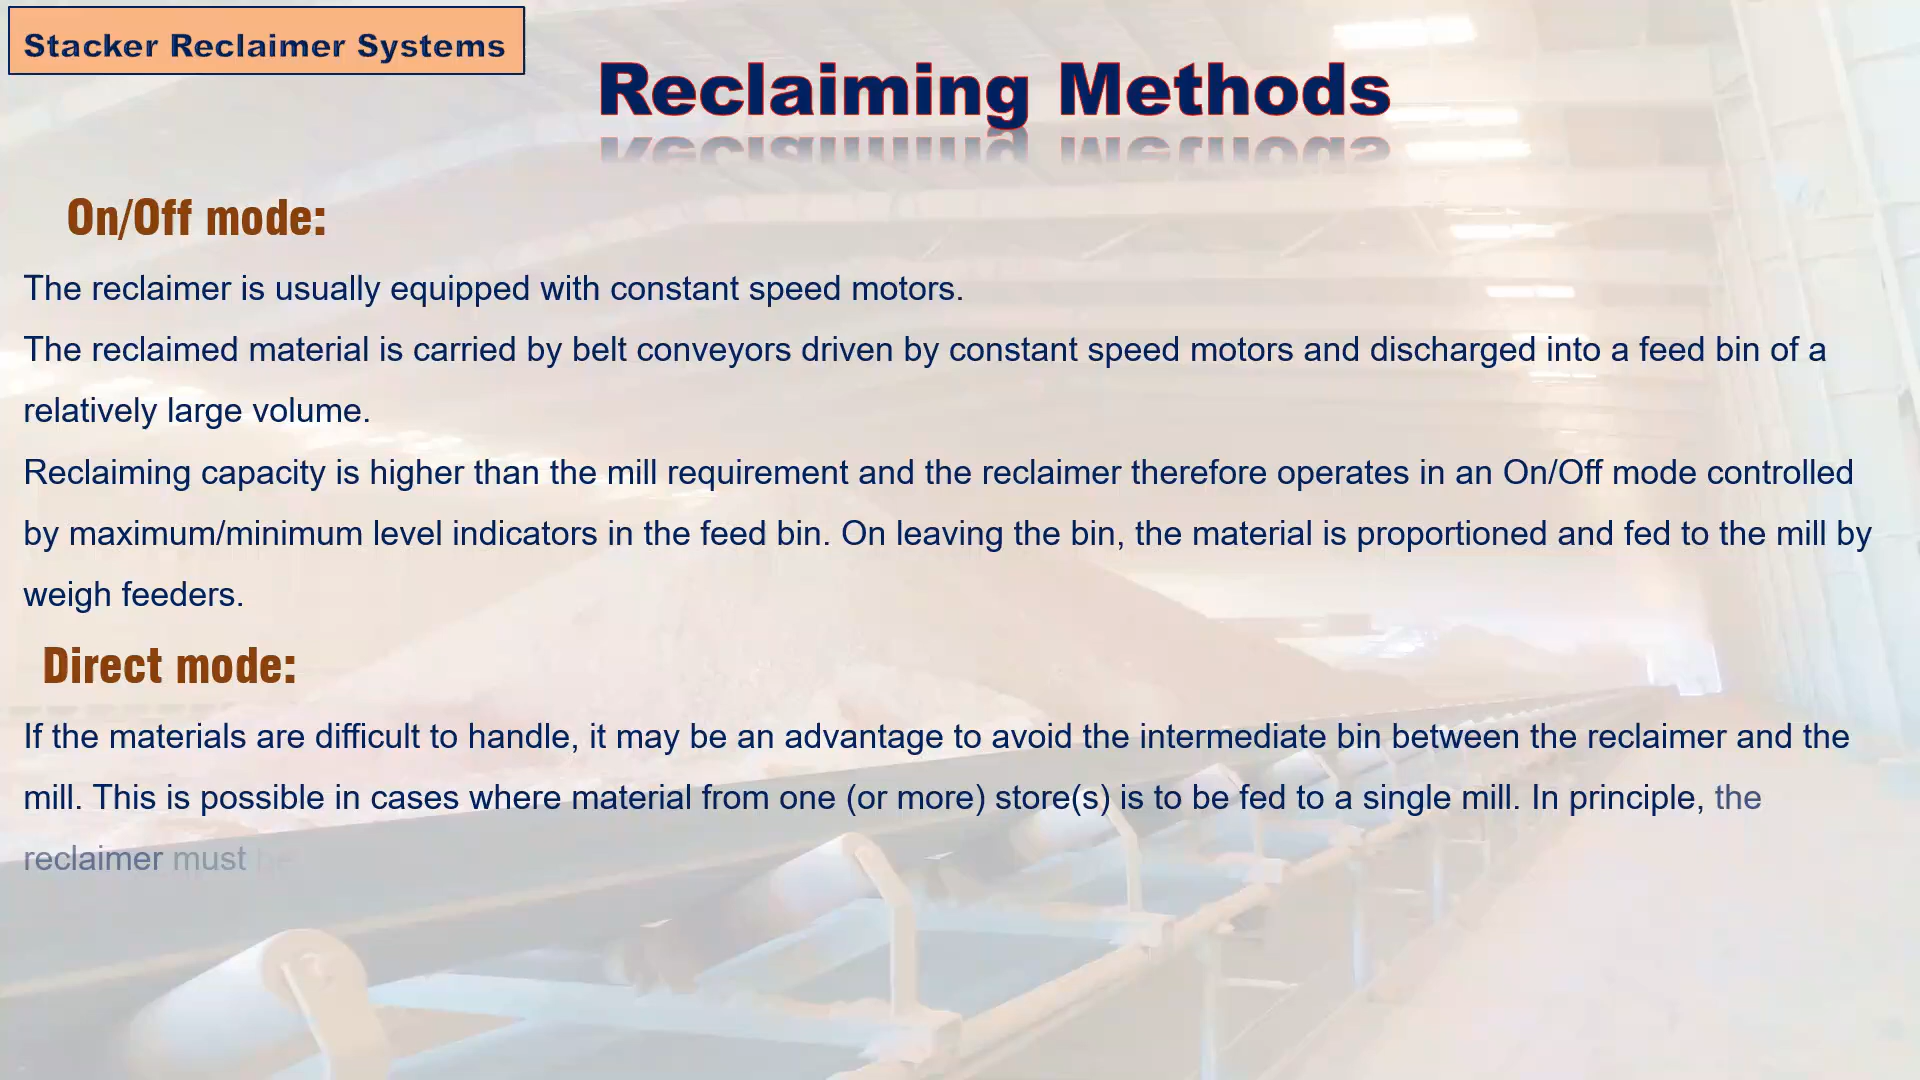 Stacker Reclaimer Systems
Reclaiming Methods
On/Off mode:
The reclaimer is usually equipped with constant speed motors.
The reclaimed material is carried by belt conveyors driven by constant speed motors and discharged into a feed bin of a
relatively large volume.
Reclaiming capacity is higher than the mill requirement and the reclaimer therefore operates in an On/Off mode controlled
by maximum/minimum level indicators in the feed bin. On leaving the bin, the material is proportioned and fed to the mill by
weigh feeders.
Direct mode:
If the materials are difficult to handle, it may be an advantage to avoid the intermediate bin between the reclaimer and the
mill. This is possible in cases where material from one (or more) store(s) is to be fed to a single mill. In principle, the
reclaimer must be